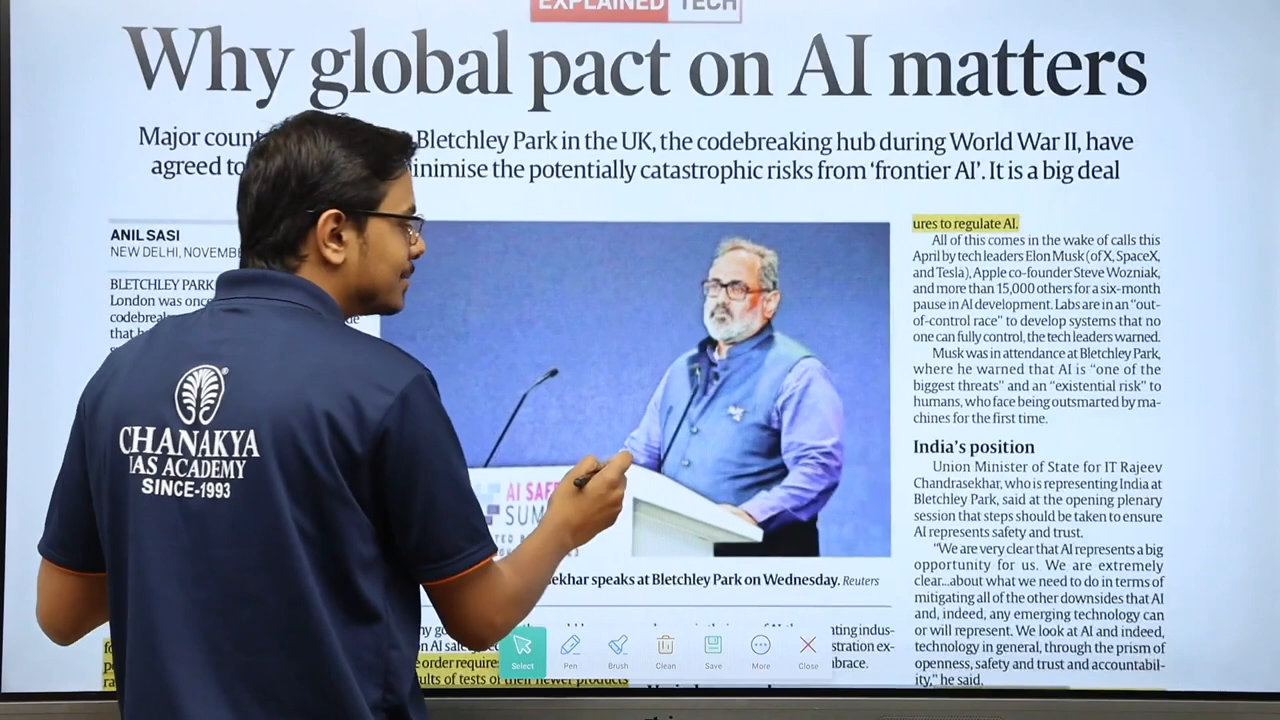 EXPLAINED TECH
Why global pact on AI matters
Major Bletchley Park in the UK, the codebreaking hub during World War II, have
agreed to minimise the potentially catastrophic risks from ‘frontier AI’. It is a big deal
ANIL SASI
NEW DELHI,
BLETCHLEY PARK
London was once
that
AI
SUM
speaks at Bletchley Park on Wednesday. Reuters
order requires
ults of tests of their newer products
ures to regulate AI.
All of this comes in the wake of calls this
April by tech leaders Elon Musk (of X, SpaceX,
and Tesla), Apple co-founder Steve Wozniak,
and more than 15,000 others for a six-month
pause in AI development. Labs are in an “out-
of-control race” to develop systems that no
one can fully control, the tech leaders warned.
Musk was in attendance at Bletchley Park,
where he warned that AI is “one of the
biggest threats” and an “existential risk” to
humans, who face being outsmarted by ma-
chines for the first time.
India’s position
Union Minister of State for IT Rajeev
Chandrasekhar, who is representing India at
Bletchley Park, said at the opening plenary
session that steps should be taken to ensure
AI represents safety and trust.
“We are very clear that AI represents a big
opportunity for us. We are extremely
clear...about what we need to do in terms of
mitigating all of the other downsides that AI
and, indeed, any emerging technology can
or will represent. We look at AI and indeed,
technology in general, through the prism of
openness, safety and trust and accountabil-
ity,” he said.
CHANAKYA
IAS ACADEMY
SINCE-1993
Select Pen Brush Clean Save More Close